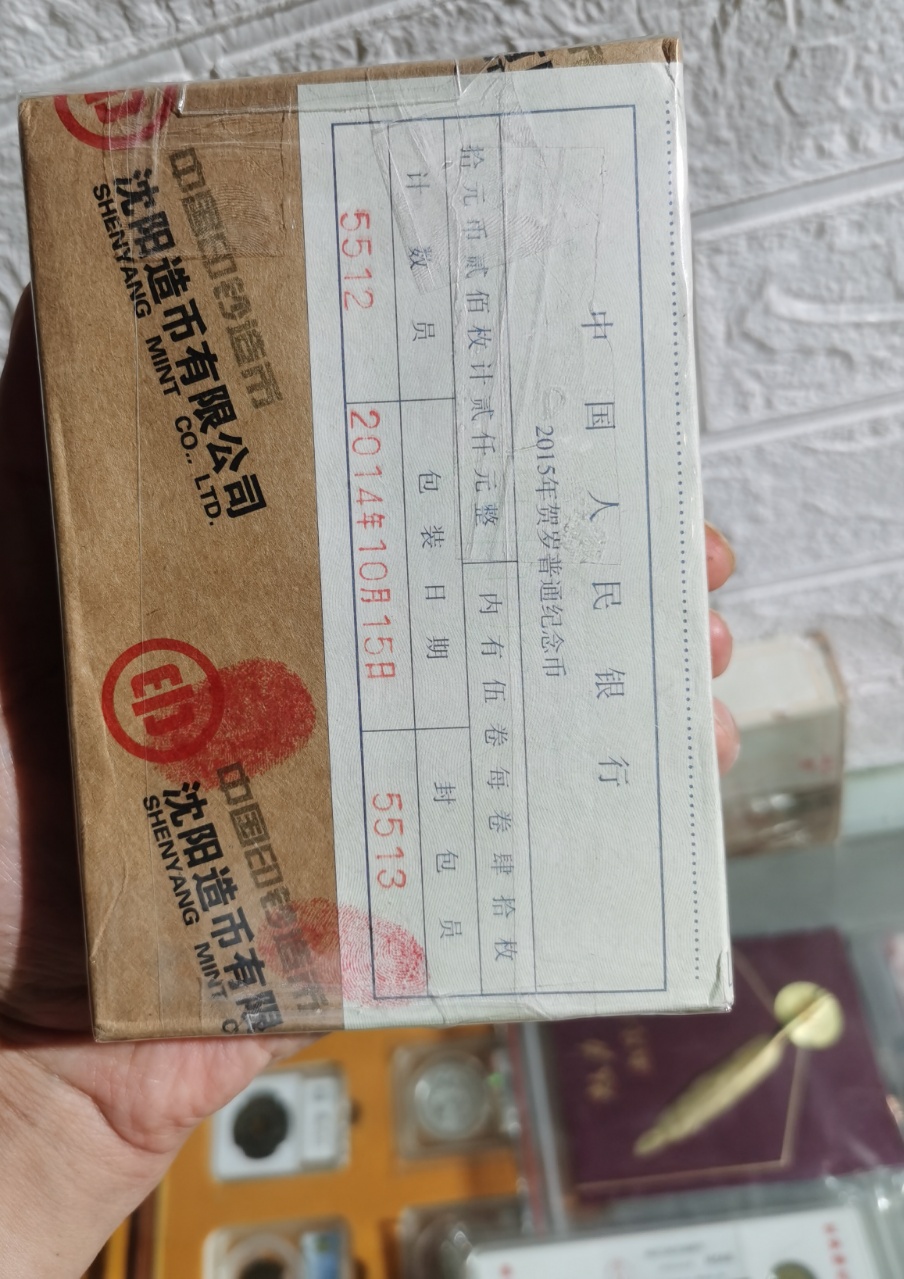 中国人民银行
2015年贺岁普通纪念币
拾元币贰佰枚计贰仟元整
内有伍卷每卷肆拾枚
计数员
包装日期
封包员
5512
2014年10月15日
5513
中国印钞造币
沈阳造币有限公司
SHENYANG MINT CO., LTD.
中国印钞造币
沈阳造币有限
SHENYANG MINT C